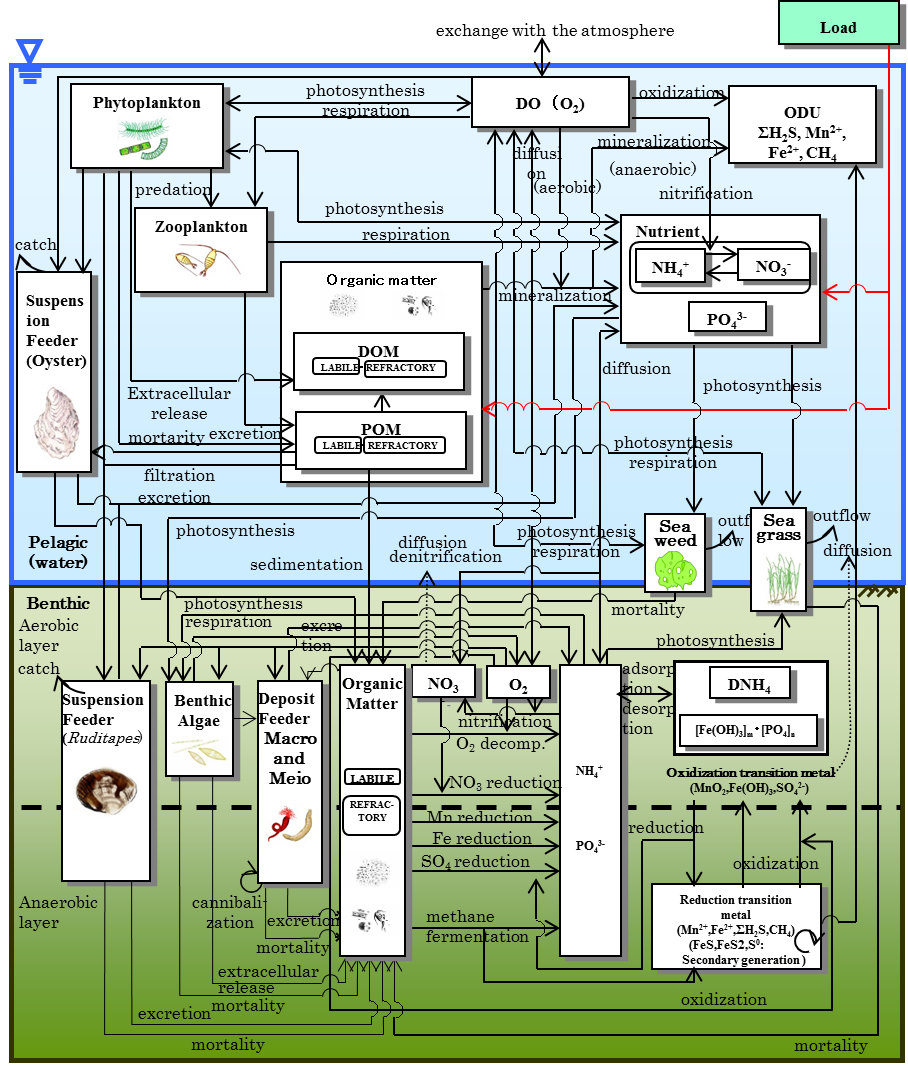 Load
exchange with the atmosphere
Phytoplankton
photosynthesis
respiration
DO（O₂）
oxidization
ODU
ΣH₂S, Mn²⁺,
Fe²⁺, CH₄
mineralization
(anaerobic)
diffusi
on
(aerobic)
nitrification
predation
Zooplankton
photosynthesis
respiration
Nutrient
NH₄⁺
NO₃⁻
PO₄³⁻
catch
Suspens
ion
Feeder
(Oyster)
Organic matter
mineralization
DOM
LABILE
REFRACTORY
POM
LABILE
REFRACTORY
diffusion
photosynthesis
Extracellular
release
mortarity
excretion
filtration
excretion
photosynthesis
respiration
photosynthesis
Pelagic
(water)
sedimentation
diffusion
denitrification
photosynthesis
respiration
Sea
weed
outf
low
Sea
grass
outflow
diffusion
Benthic
Aerobic
layer
catch
photosynthesis
respiration
excre
tion
mortality
photosynthesis
Suspension
Feeder
(Ruditapes)
Benthic
Algae
Deposit
Feeder
Macro
and
Meio
Organic
Matter
LABILE
REFRAC-
TORY
NO₃
O₂
nitrification
O₂ decomp.
NO₃ reduction
Mn reduction
Fe reduction
SO₄ reduction
methane
fermentation
NH₄⁺
PO₄³⁻
adsorp
tion
desorp
tion
DNH₄
[Fe(OH)₃]m・[PO₄]n
Oxidization transition metal
(MnO₂,Fe(OH)₃,SO₄²⁻)
reduction
oxidization
Reduction transition
metal
(Mn²⁺,Fe²⁺,ΣH₂S,CH₄)
(FeS,FeS2,S⁰:
Secondary generation )
Anaerobic
layer
cannibali-
zation
excretion
mortality
extracellular
release
mortality
excretion
mortality
oxidization
mortality